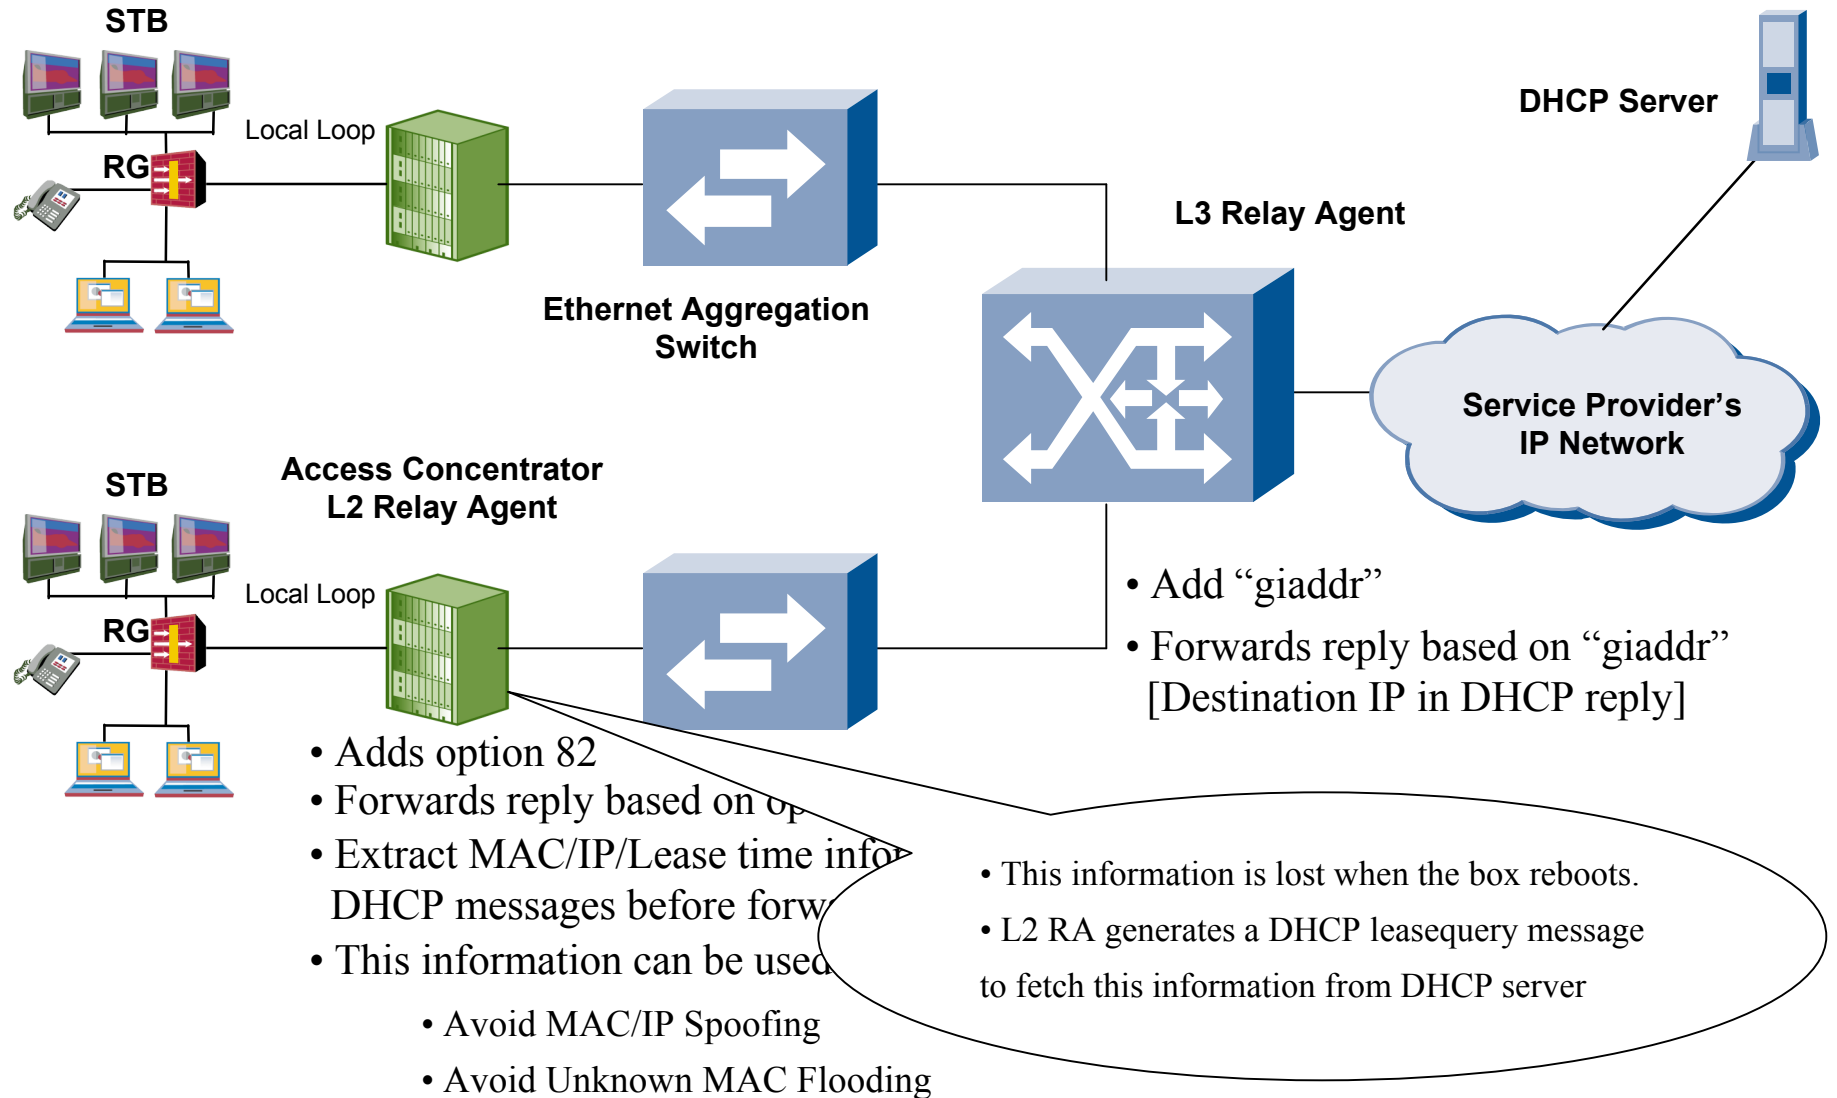 STB
DHCP Server
Local Loop
RG
L3 Relay Agent
Ethernet Aggregation
Switch
Service Provider’s
IP Network
Access Concentrator
L2 Relay Agent
STB
Local Loop
RG
• Add “giaddr”
• Forwards reply based on “giaddr”
[Destination IP in DHCP reply]
• Adds option 82
• Forwards reply based on
• Extract MAC/IP/Lease time
DHCP messages before
• This information can be used
• Avoid MAC/IP Spoofing
• Avoid Unknown MAC Flooding
• This information is lost when the box reboots.
• L2 RA generates a DHCP leasequery message
to fetch this information from DHCP server